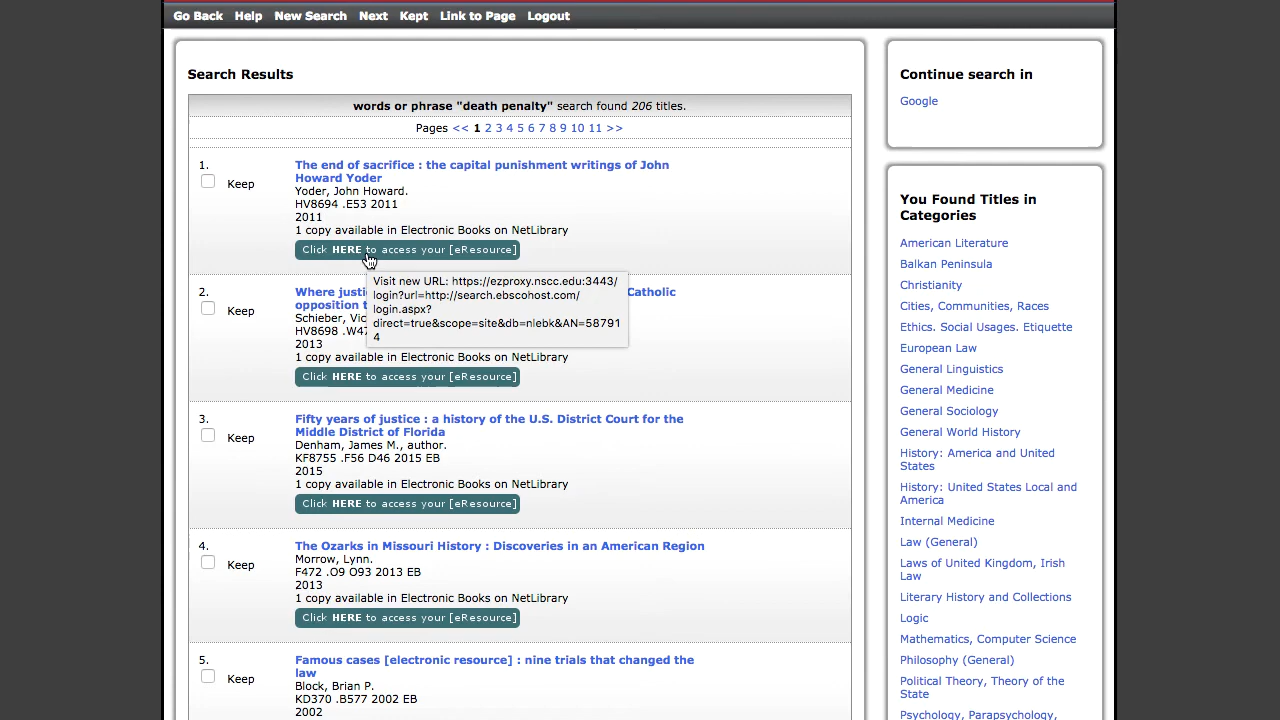 Go Back Help New Search Next Kept Link to Page Logout
Search Results
words or phrase "death penalty" search found 206 titles.
Pages << 1 2 3 4 5 6 7 8 9 10 11 >>
1.
Keep
The end of sacrifice : the capital punishment writings of John
Howard Yoder
Yoder, John Howard.
HV8694 .E53 2011
2011
1 copy available in Electronic Books on NetLibrary
Click HERE to access your [eResource]
Visit new URL: https://ezproxy.nscc.edu:3443/
login?url=http://search.ebscohost.com/
login.aspx?
direct=true&scope=site&db=nlebk&AN=58791
4
2.
Keep
Where justi Catholic
opposition t
Schieber, Vic
HV8698 .W47
2013
1 copy available in Electronic Books on NetLibrary
Click HERE to access your [eResource]
3.
Keep
Fifty years of justice : a history of the U.S. District Court for the
Middle District of Florida
Denham, James M., author.
KF8755 .F56 D46 2015 EB
2015
1 copy available in Electronic Books on NetLibrary
Click HERE to access your [eResource]
4.
Keep
The Ozarks in Missouri History : Discoveries in an American Region
Morrow, Lynn.
F472 .O9 O93 2013 EB
2013
1 copy available in Electronic Books on NetLibrary
Click HERE to access your [eResource]
5.
Keep
Famous cases [electronic resource] : nine trials that changed the
law
Block, Brian P.
KD370 .B577 2002 EB
2002
Continue search in
Google
You Found Titles in
Categories
American Literature
Balkan Peninsula
Christianity
Cities, Communities, Races
Ethics. Social Usages. Etiquette
European Law
General Linguistics
General Medicine
General Sociology
General World History
History: America and United
States
History: United States Local and
America
Internal Medicine
Law (General)
Laws of United Kingdom, Irish
Law
Literary History and Collections
Logic
Mathematics, Computer Science
Philosophy (General)
Political Theory, Theory of the
State
Psychology, Parapsychology,